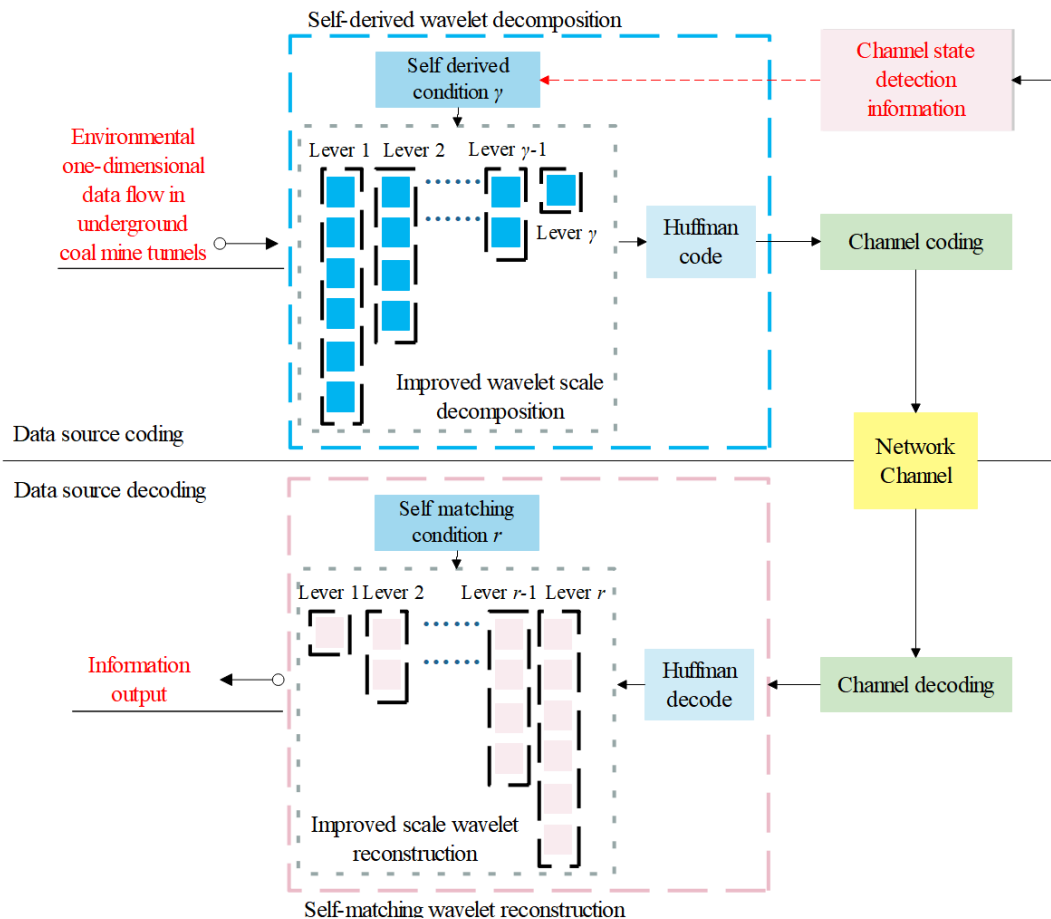 Self-derived wavelet decomposition
Self derived
condition γ
Channel state
detection
information
Environmental
one-dimensional
data flow in
underground
coal mine tunnels
Lever 1
Lever 2
Lever γ-1
Lever γ
Huffman
code
Channel coding
Improved wavelet scale
decomposition
Data source coding
Network
Channel
Data source decoding
Self matching
condition r
Lever 1
Lever 2
Lever r-1
Lever r
Information
output
Huffman
decode
Channel decoding
Improved scale wavelet
reconstruction
Self-matching wavelet reconstruction